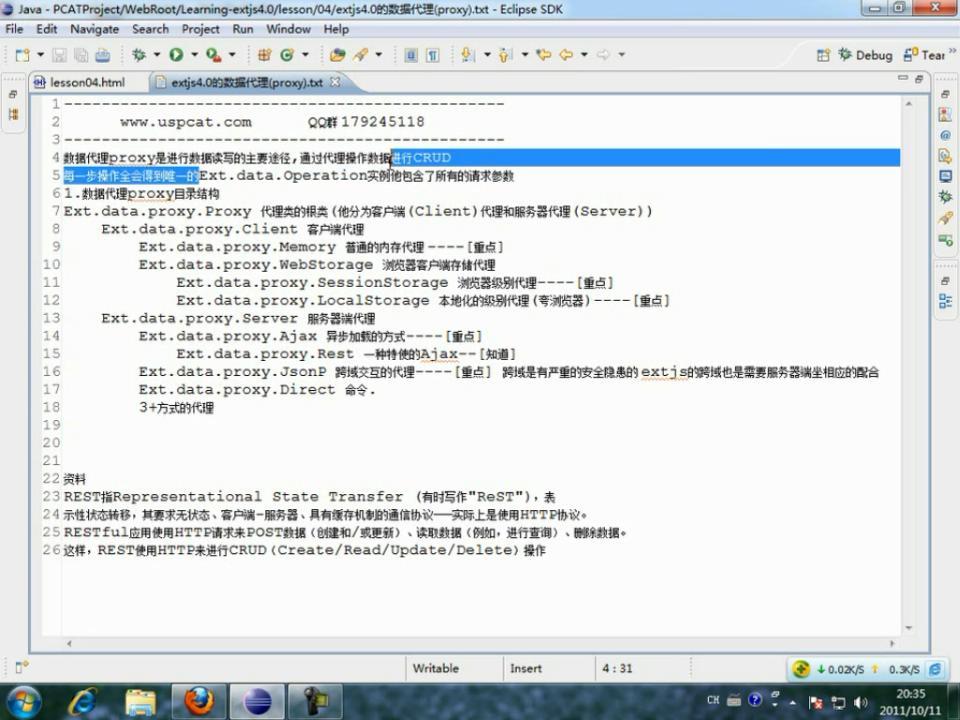 Java - PCATProject/WebRoot/Learning-extjs4.0/lesson/04/extjs4.0的数据代理(proxy).txt - Eclipse SDK
File Edit Navigate Search Project Run Window Help
Debug Tear
lesson04.html extjs4.0的数据代理(proxy).txt
1 ------------------------------------------------
2 www.uspcat.com QQ群179245118
3 ------------------------------------------------
4 数据代理proxy是进行数据读写的主要途径,通过代理操作数据进行CRUD
5 每一步操作全会得到唯一的Ext.data.Operation实例他包含了所有的请求参数
6 1.数据代理proxy目录结构
7 Ext.data.proxy.Proxy 代理类的根类(他分为客户端(Client)代理和服务器代理(Server))
8 Ext.data.proxy.Client 客户端代理
9 Ext.data.proxy.Memory 普通的内存代理 ----[重点]
10 Ext.data.proxy.WebStorage 浏览器客户端存储代理
11 Ext.data.proxy.SessionStorage 浏览器级别代理----[重点]
12 Ext.data.proxy.LocalStorage 本地化的级别代理(夸浏览器)----[重点]
13 Ext.data.proxy.Server 服务器端代理
14 Ext.data.proxy.Ajax 异步加载的方式----[重点]
15 Ext.data.proxy.Rest 一种特使的Ajax--[知道]
16 Ext.data.proxy.JsonP 跨域交互的代理----[重点] 跨域是有严重的安全隐患的 extjs的跨域也是需要服务器端坐相应的配合
17 Ext.data.proxy.Direct 命令.
18 3+方式的代理
19
20
21
22 资料
23 REST指Representational State Transfer (有时写作"ReST"),表
24 示性状态转移,其要求无状态、客户端-服务器、具有缓存机制的通信协议——实际上是使用HTTP协议。
25 RESTful应用使用HTTP请求来POST数据(创建和/或更新)、读取数据(例如,进行查询)、删除数据。
26 这样,REST使用HTTP来进行CRUD(Create/Read/Update/Delete)操作
Writable Insert 4 : 31
0.02K/S 0.3K/S
CH 20:35
2011/10/11